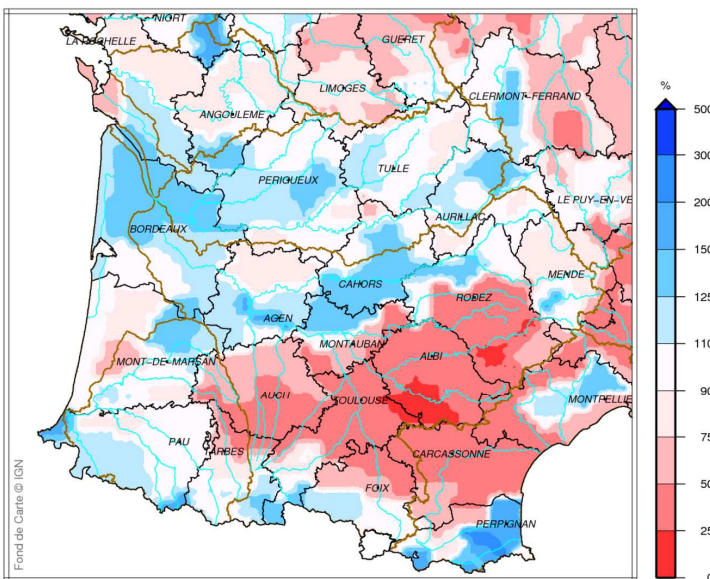 NIORT
LA ROCHELLE
GUERET
%
LIMOGES
CLERMONT-FERRAND
500
ANGOULEME
300
TULLE
PERIGUEUX
200
LE PUY-EN-VE
AURILLAC
BORDEAUX
150
MENDE
CAHORS
RODEZ
125
AGEN
MONTAUBAN
110
ALBI
MONT-DE-MARSAN
90
AUCH
TOULOUSE
MONTPELLIE
75
PAU
TARBES
CARCASSONNE
50
FOIX
PERPIGNAN
25
0
Fond de Carte © IGN